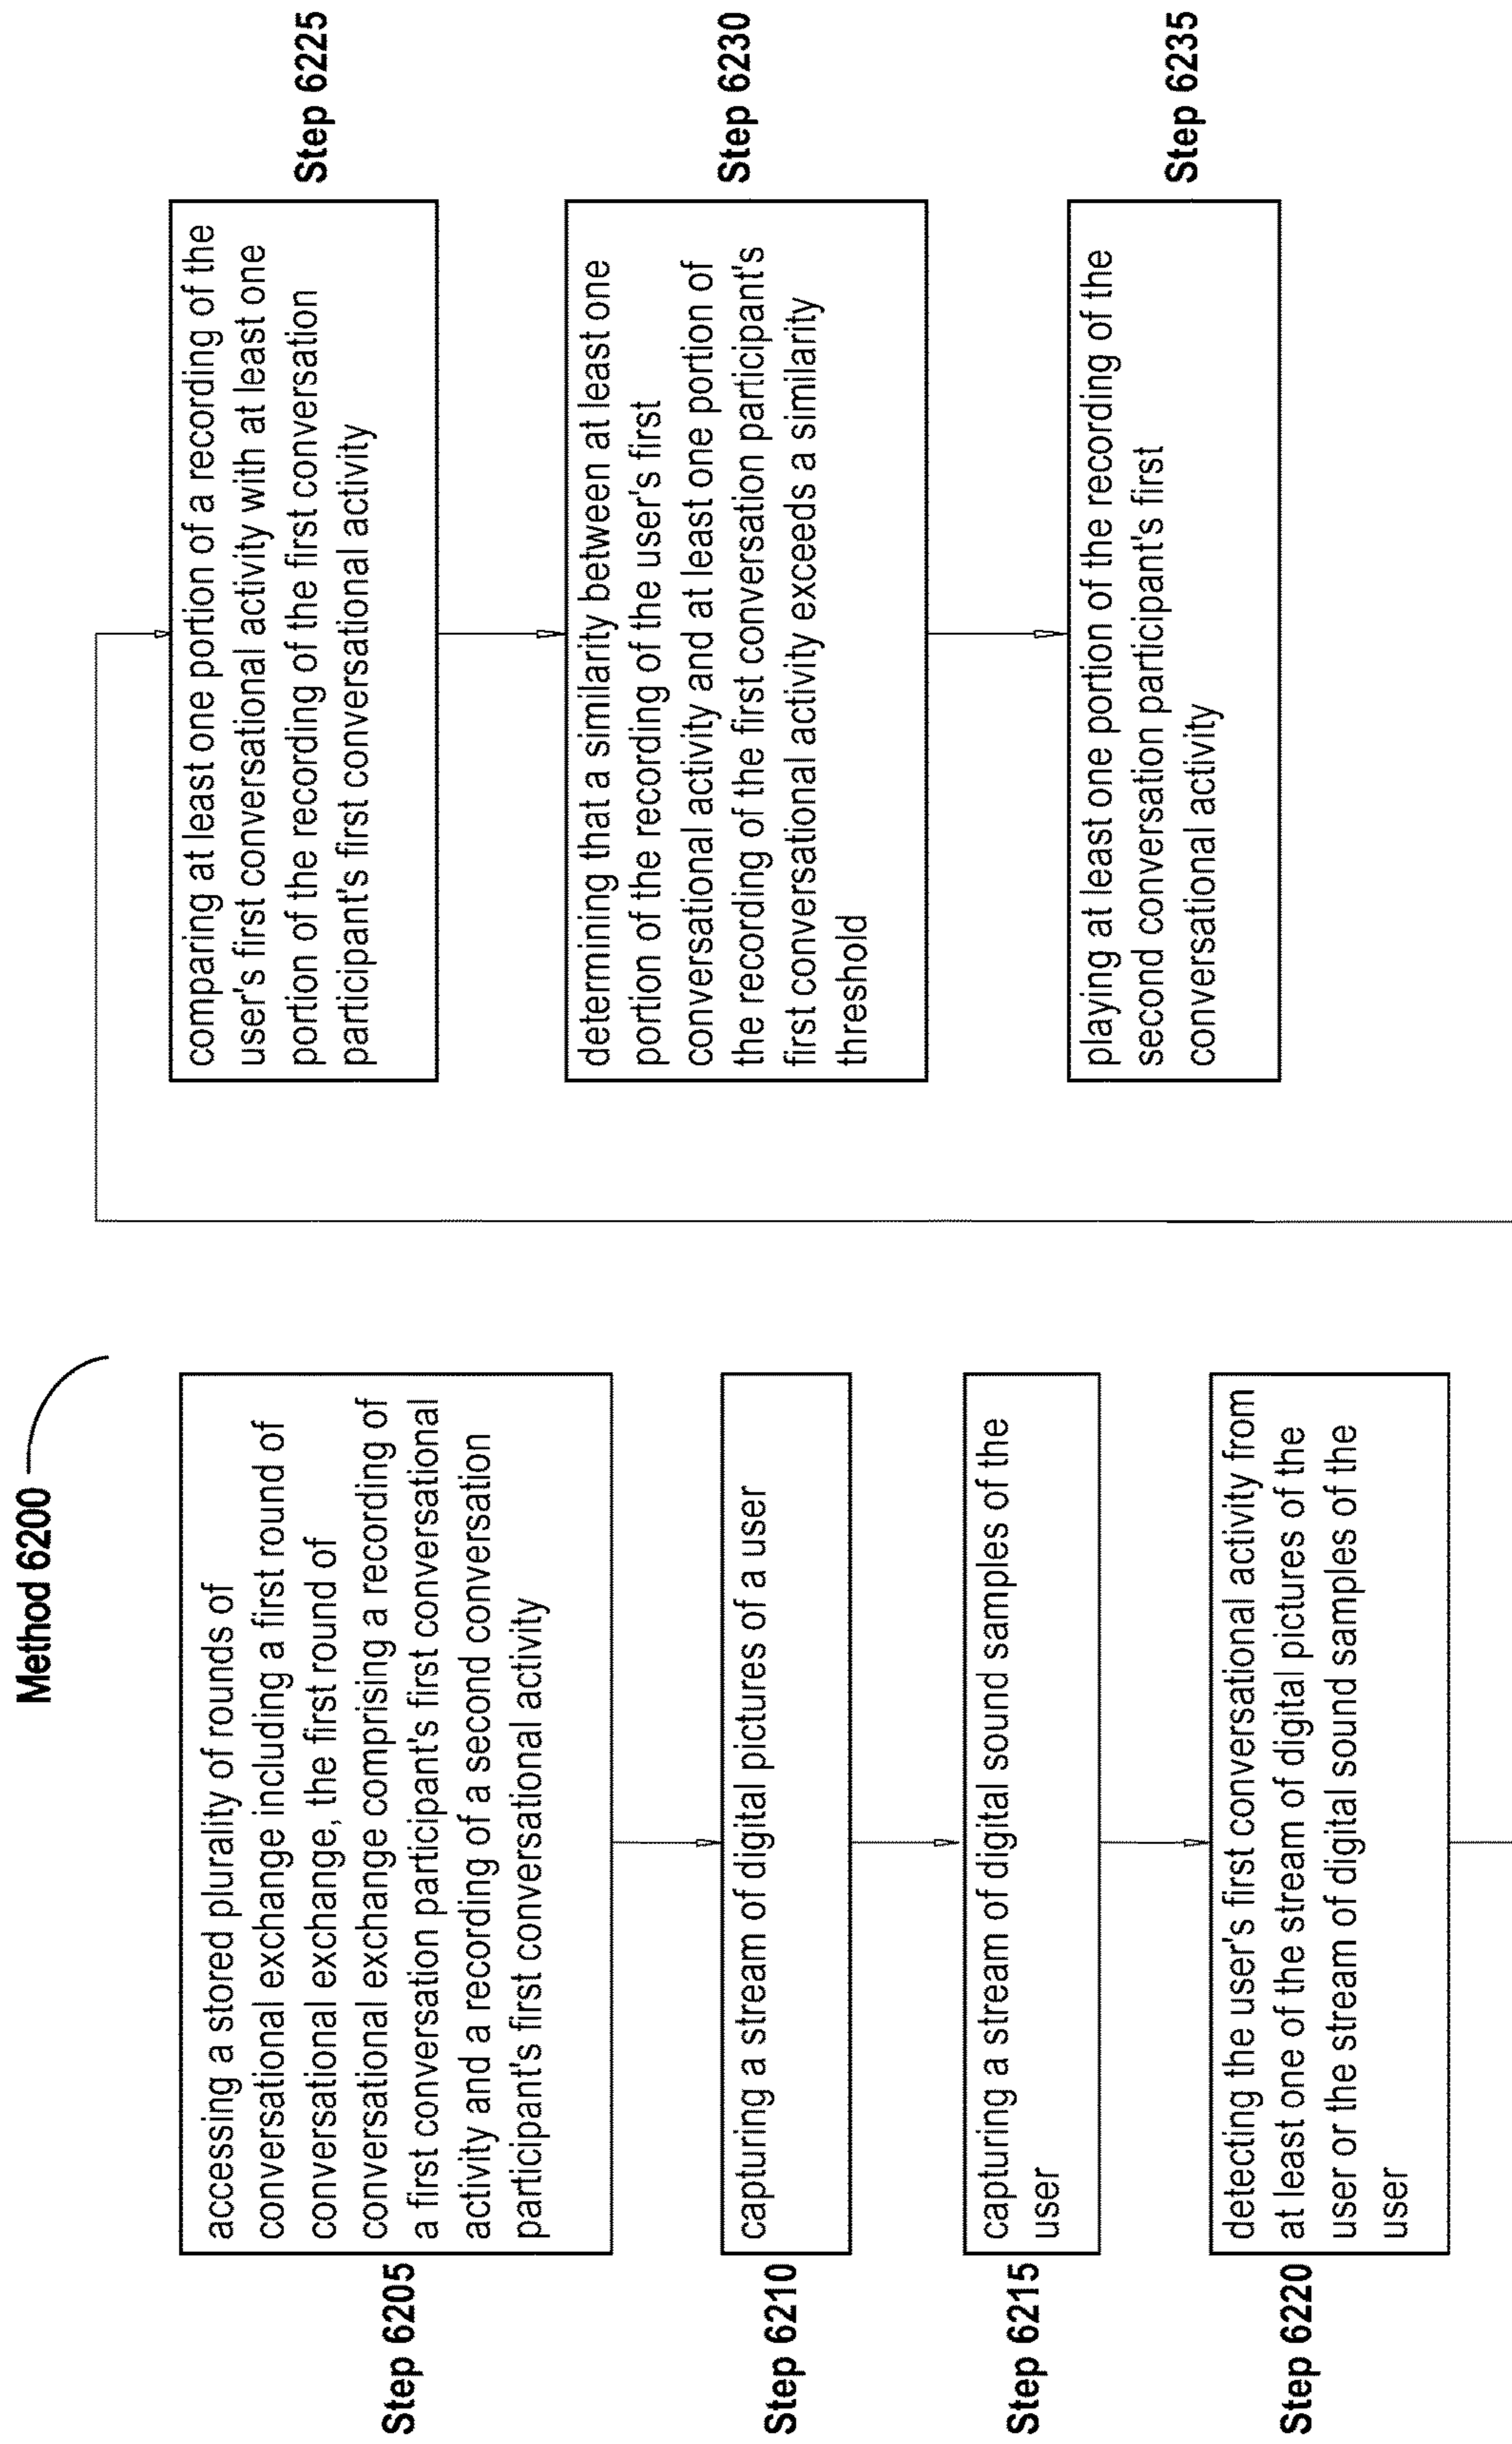 Method 6200
Step 6205
accessing a stored plurality of rounds of
conversational exchange including a first round of
conversational exchange, the first round of
conversational exchange comprising a recording of
a first conversation participant's first conversational
activity and a recording of a second conversation
participant's first conversational activity
Step 6210
capturing a stream of digital pictures of a user
Step 6215
capturing a stream of digital sound samples of the
user
Step 6220
detecting the user's first conversational activity from
at least one of the stream of digital pictures of the
user or the stream of digital sound samples of the
user
comparing at least one portion of a recording of the
user's first conversational activity with at least one
portion of the recording of the first conversation
participant's first conversational activity
Step 6225
determining that a similarity between at least one
portion of the recording of the user's first
conversational activity and at least one portion of
the recording of the first conversation participant's
first conversational activity exceeds a similarity
threshold
Step 6230
playing at least one portion of the recording of the
second conversation participant's first
conversational activity
Step 6235